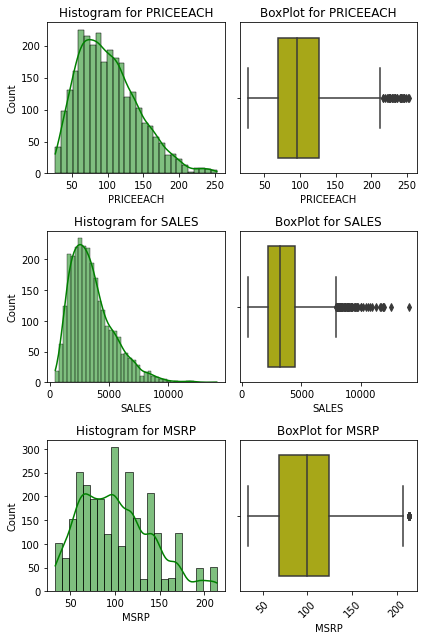 Histogram for PRICEEACH
BoxPlot for PRICEEACH
Count
200
150
100
50
0
50 100 150 200 250
PRICEEACH
50 100 150 200 250
PRICEEACH
Histogram for SALES
BoxPlot for SALES
Count
200
150
100
50
0
0 5000 10000
SALES
0 5000 10000
SALES
Histogram for MSRP
BoxPlot for MSRP
Count
300
250
200
150
100
50
0
50 100 150 200
MSRP
50 100 150 200
MSRP